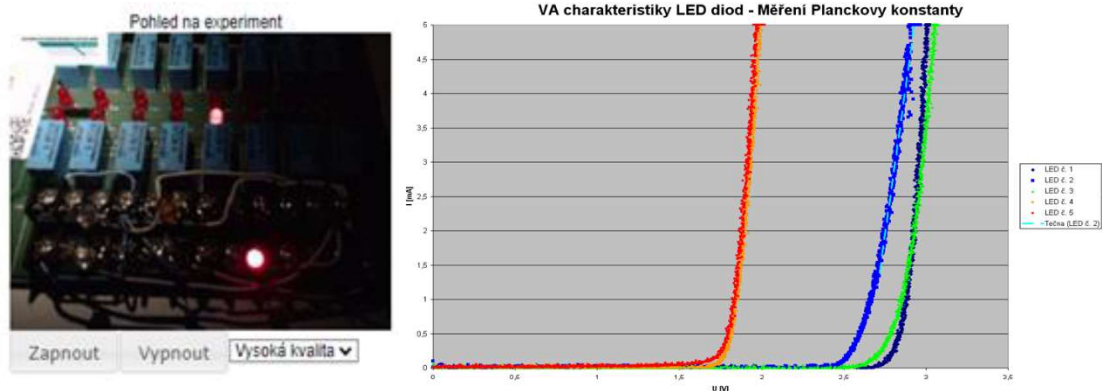 Pohled na experiment
Zapnout
Vypnout
Vysoká kvalita
VA charakteristiky LED diod - Měření Planckovy konstanty
5
4,5
4
3,5
3
2,5
2
1,5
1
0,5
0
I [mA]
0
0,5
1
1,5
2
2,5
3
3,5
U [V]
LED č. 1
LED č. 2
LED č. 3
LED č. 4
LED č. 5
Tečna (LED č. 2)